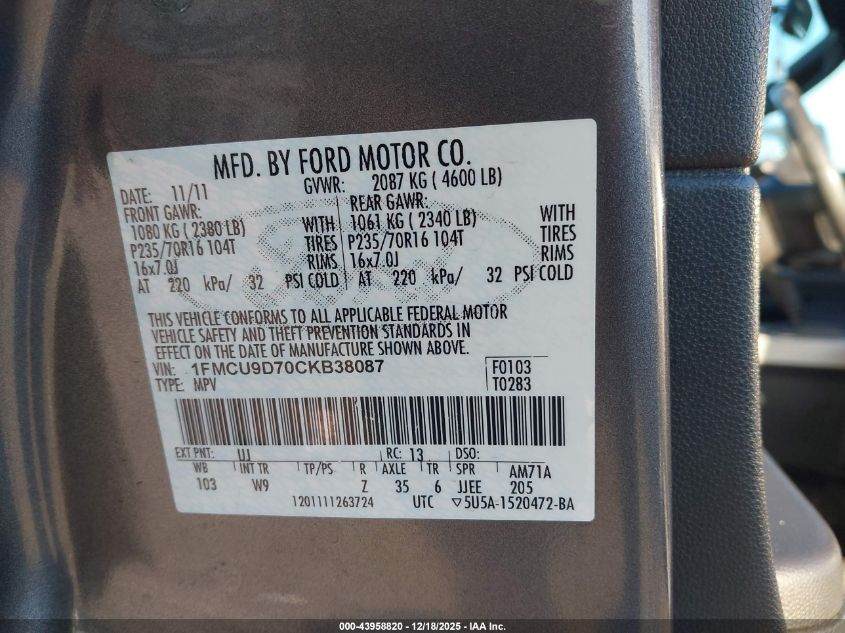 MFD. BY FORD MOTOR CO.
DATE: 11/11 GVWR: 2087 KG ( 4600 LB)
FRONT GAWR: REAR GAWR:
1080 KG ( 2380 LB) WITH 1061 KG ( 2340 LB) WITH
P235/70R16 104T TIRES P235/70R16 104T TIRES
16x7.0J RIMS 16x7.0J RIMS
AT 220 kPa/ 32 PSI COLD AT 220 kPa/ 32 PSI COLD
THIS VEHICLE CONFORMS TO ALL APPLICABLE FEDERAL MOTOR
VEHICLE SAFETY AND THEFT PREVENTION STANDARDS IN
EFFECT ON THE DATE OF MANUFACTURE SHOWN ABOVE.
VIN: 1FMCU9D70CKB38087 F0103
TYPE: MPV T0283
EXT PNT: UJ RC: 13 DSO:
WB INT TR TP/PS R AXLE TR SPR AM71A
103 W9 Z 35 6 JJEE 205
1201111263724 UTC ▽5U5A-1520472-BA
000-43958820 - 12/18/2025 - IAA Inc.